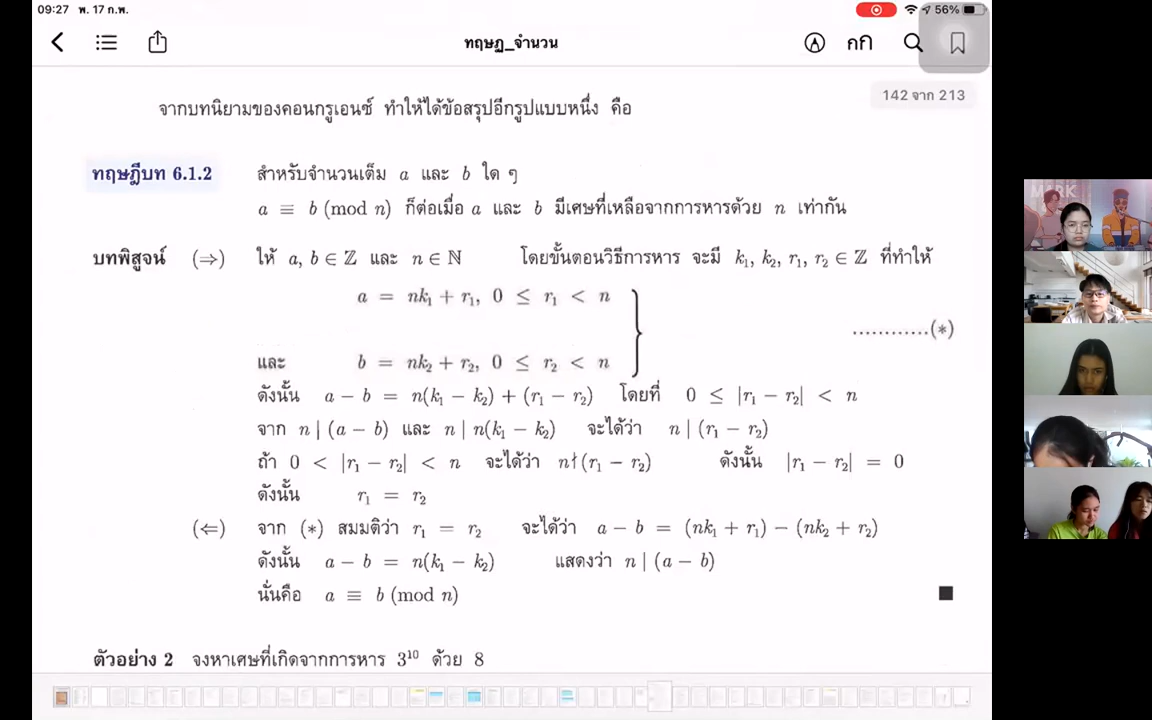 09:27 พ. 17 ก.พ.
56%
ทฤษฎ_จำนวน
กกิ
142 จาก 213
จากบทนิยามของคอนกรูเอนซ์ ทำให้ได้ข้อสรุปอีกรูปแบบหนึ่ง คือ
ทฤษฎีบท 6.1.2 สำหรับจำนวนเต็ม a และ b ใด ๆ
a ≡ b (mod n) ก็ต่อเมื่อ a และ b มีเศษที่เหลือจากการหารด้วย n เท่ากัน
บทพิสูจน์ (⇒) ให้ a, b ∈ ℤ และ n ∈ ℕ โดยขั้นตอนวิธีการหาร จะมี k₁, k₂, r₁, r₂ ∈ ℤ ที่ทำให้
a = nk₁ + r₁, 0 ≤ r₁ < n
............(*)
และ b = nk₂ + r₂, 0 ≤ r₂ < n
ดังนั้น a − b = n(k₁ − k₂) + (r₁ − r₂) โดยที่ 0 ≤ |r₁ − r₂| < n
จาก n | (a − b) และ n | n(k₁ − k₂) จะได้ว่า n | (r₁ − r₂)
ถ้า 0 < |r₁ − r₂| < n จะได้ว่า n∤(r₁ − r₂) ดังนั้น |r₁ − r₂| = 0
ดังนั้น r₁ = r₂
(⇐) จาก (*) สมมติว่า r₁ = r₂ จะได้ว่า a − b = (nk₁ + r₁) − (nk₂ + r₂)
ดังนั้น a − b = n(k₁ − k₂) แสดงว่า n | (a − b)
นั่นคือ a ≡ b (mod n) ■
ตัวอย่าง 2 จงหาเศษที่เกิดจากการหาร 3¹⁰ ด้วย 8
MARK